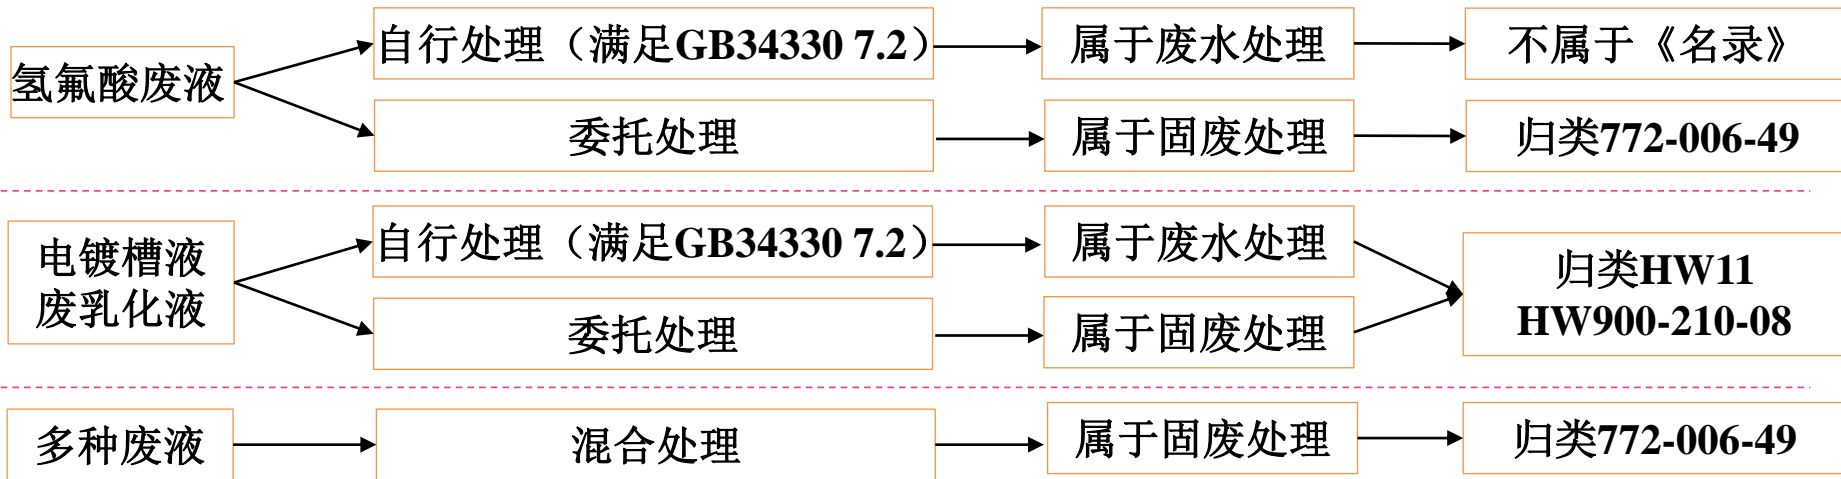 氢氟酸废液
自行处理（满足GB34330 7.2）
属于废水处理
不属于《名录》
委托处理
属于固废处理
归类772-006-49
电镀槽液
废乳化液
自行处理（满足GB34330 7.2）
属于废水处理
委托处理
属于固废处理
归类HW11
HW900-210-08
多种废液
混合处理
属于固废处理
归类772-006-49